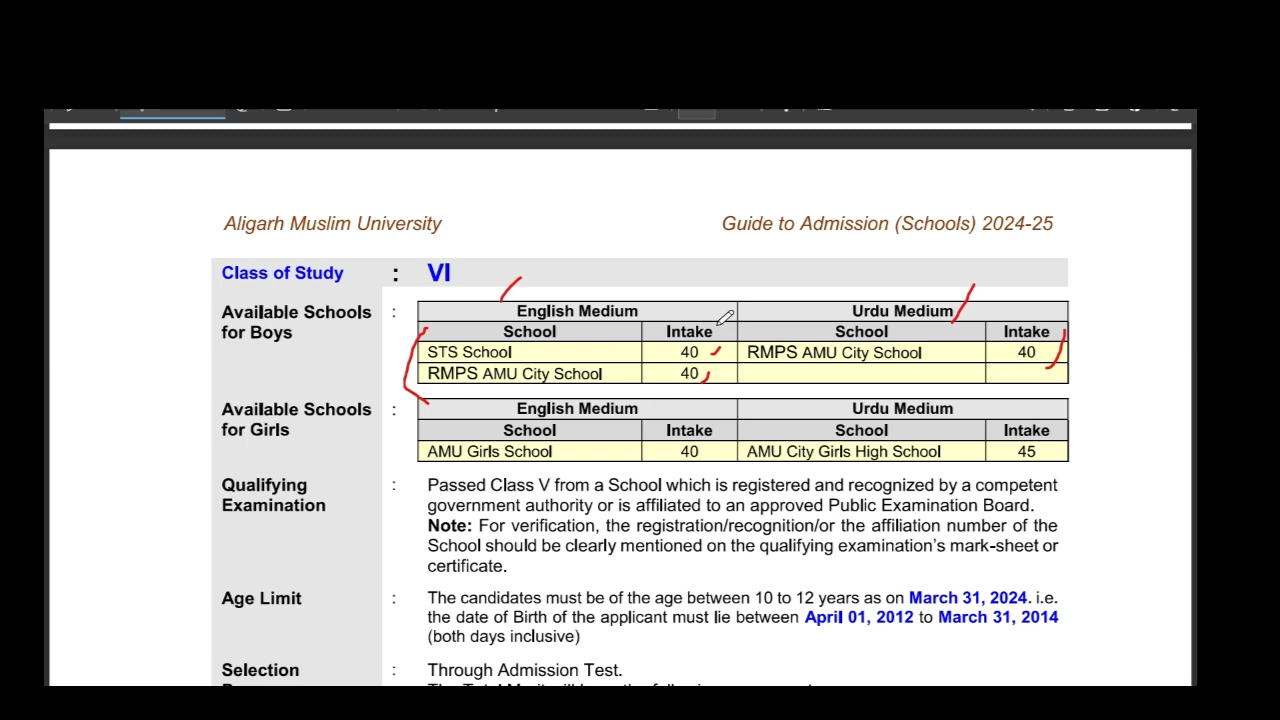 Aligarh Muslim University Guide to Admission (Schools) 2024-25
Class of Study : VI
Available Schools for Boys :
English Medium Urdu Medium
School Intake School Intake
STS School 40 RMPS AMU City School 40
RMPS AMU City School 40
Available Schools for Girls :
English Medium Urdu Medium
School Intake School Intake
AMU Girls School 40 AMU City Girls High School 45
Qualifying Examination :
Passed Class V from a School which is registered and recognized by a competent
government authority or is affiliated to an approved Public Examination Board.
Note: For verification, the registration/recognition/or the affiliation number of the
School should be clearly mentioned on the qualifying examination's mark-sheet or
certificate.
Age Limit : The candidates must be of the age between 10 to 12 years as on March 31, 2024. i.e.
the date of Birth of the applicant must lie between April 01, 2012 to March 31, 2014
(both days inclusive)
Selection : Through Admission Test.